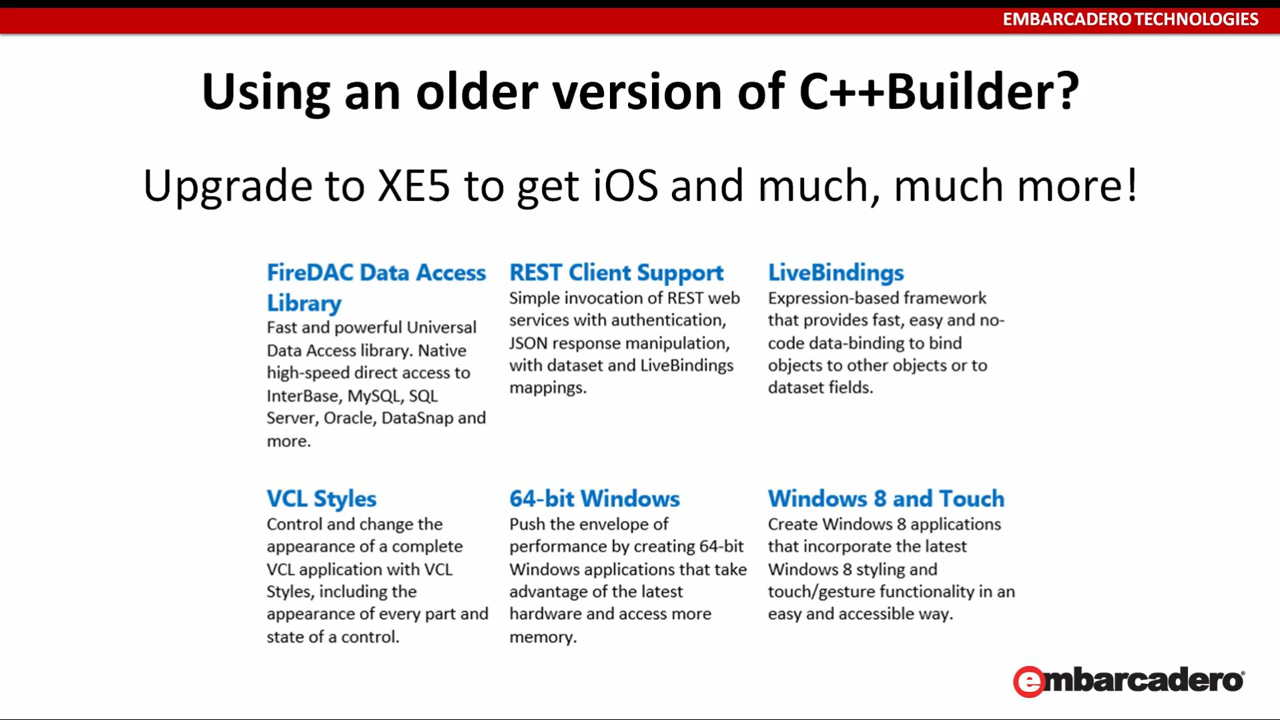 EMBARCADERO TECHNOLOGIES
Using an older version of C++Builder?
Upgrade to XE5 to get iOS and much, much more!
FireDAC Data Access
Library
Fast and powerful Universal
Data Access library. Native
high-speed direct access to
InterBase, MySQL, SQL
Server, Oracle, DataSnap and
more.
REST Client Support
Simple invocation of REST web
services with authentication,
JSON response manipulation,
with dataset and LiveBindings
mappings.
LiveBindings
Expression-based framework
that provides fast, easy and no-
code data-binding to bind
objects to other objects or to
dataset fields.
VCL Styles
Control and change the
appearance of a complete
VCL application with VCL
Styles, including the
appearance of every part and
state of a control.
64-bit Windows
Push the envelope of
performance by creating 64-bit
Windows applications that take
advantage of the latest
hardware and access more
memory.
Windows 8 and Touch
Create Windows 8 applications
that incorporate the latest
Windows 8 styling and
touch/gesture functionality in an
easy and accessible way.
embarcadero®